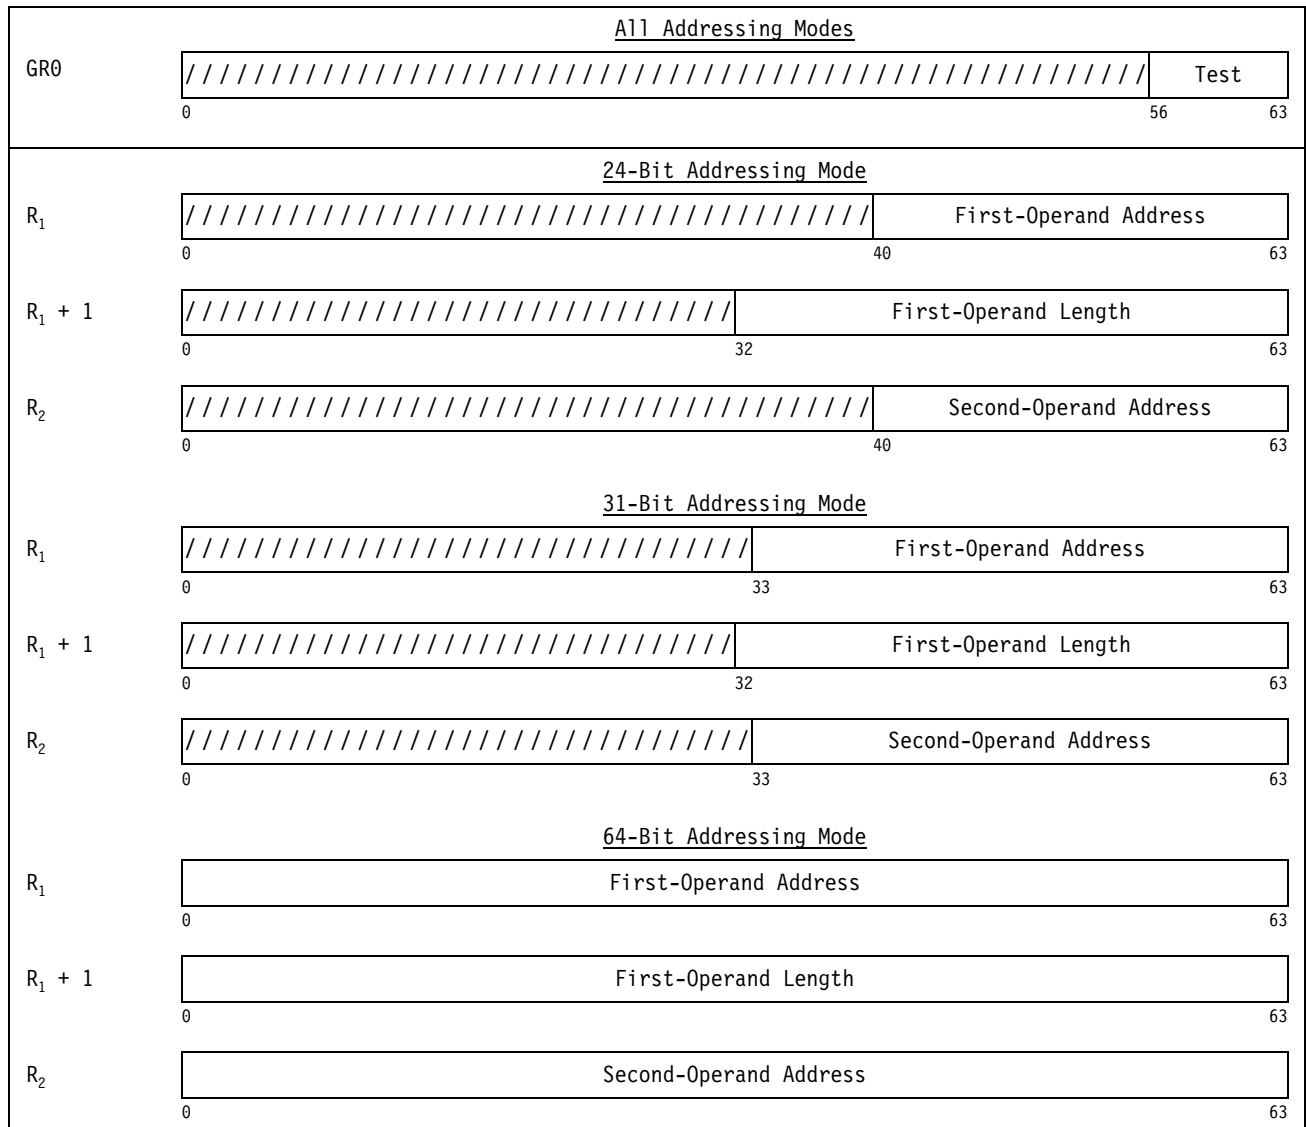 All Addressing Modes
GR0 //////////////////////////////////////////////////////// Test
0 56 63
24-Bit Addressing Mode
R₁ //////////////////////////////////////// First-Operand Address
0 40 63
R₁ + 1 //////////////////////////////// First-Operand Length
0 32 63
R₂ //////////////////////////////////////// Second-Operand Address
0 40 63
31-Bit Addressing Mode
R₁ ///////////////////////////////// First-Operand Address
0 33 63
R₁ + 1 //////////////////////////////// First-Operand Length
0 32 63
R₂ ///////////////////////////////// Second-Operand Address
0 33 63
64-Bit Addressing Mode
R₁ First-Operand Address
0 63
R₁ + 1 First-Operand Length
0 63
R₂ Second-Operand Address
0 63